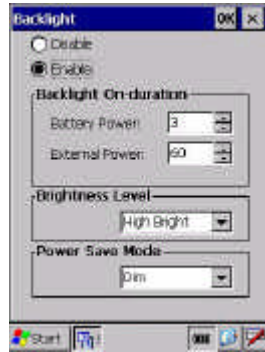 Backlight OK
Disable
Enable
Backlight On-duration
Battery Power: 3
External Power: 60
Brightness Level
High Bright
Power Save Mode
Dim
Start